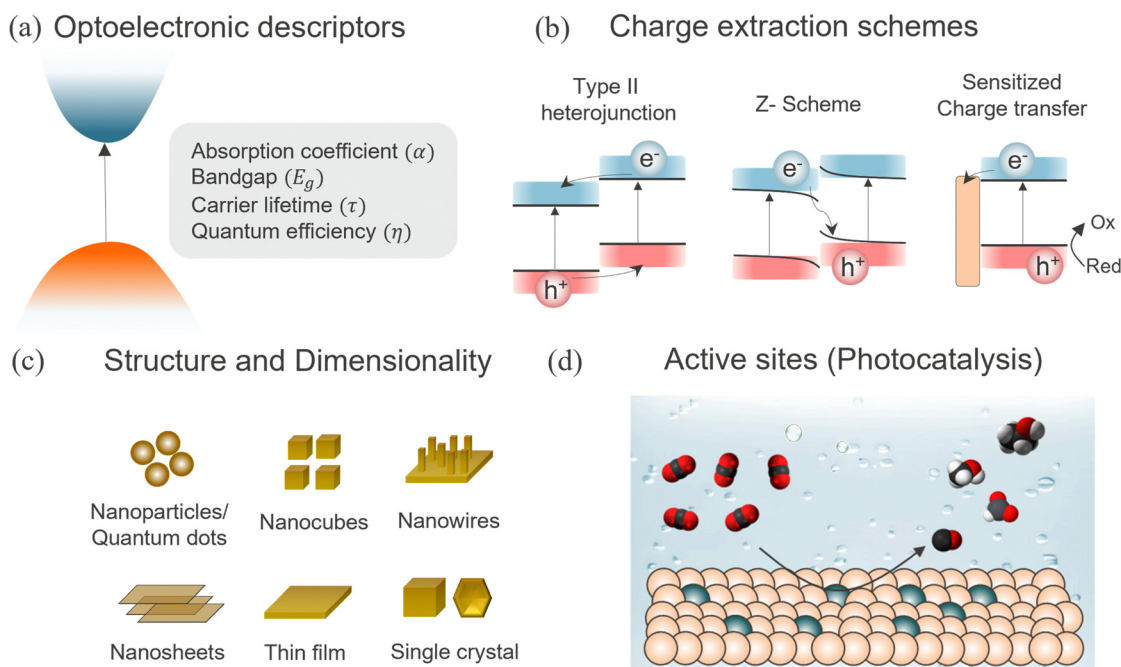 (a) Optoelectronic descriptors
Absorption coefficient (α)
Bandgap (E_g)
Carrier lifetime (τ)
Quantum efficiency (η)
(b) Charge extraction schemes
Type II
heterojunction
e⁻
h⁺
Z- Scheme
e⁻
h⁺
Sensitized
Charge transfer
e⁻
h⁺
Ox
Red
(c) Structure and Dimensionality
Nanoparticles/
Quantum dots
Nanocubes
Nanowires
Nanosheets
Thin film
Single crystal
(d) Active sites (Photocatalysis)